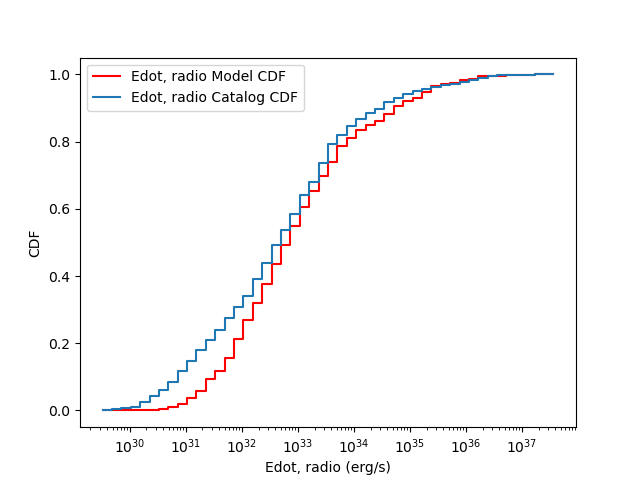 Edot, radio Model CDF
Edot, radio Catalog CDF
CDF
1.0
0.8
0.6
0.4
0.2
0.0
10^30 10^31 10^32 10^33 10^34 10^35 10^36 10^37
Edot, radio (erg/s)